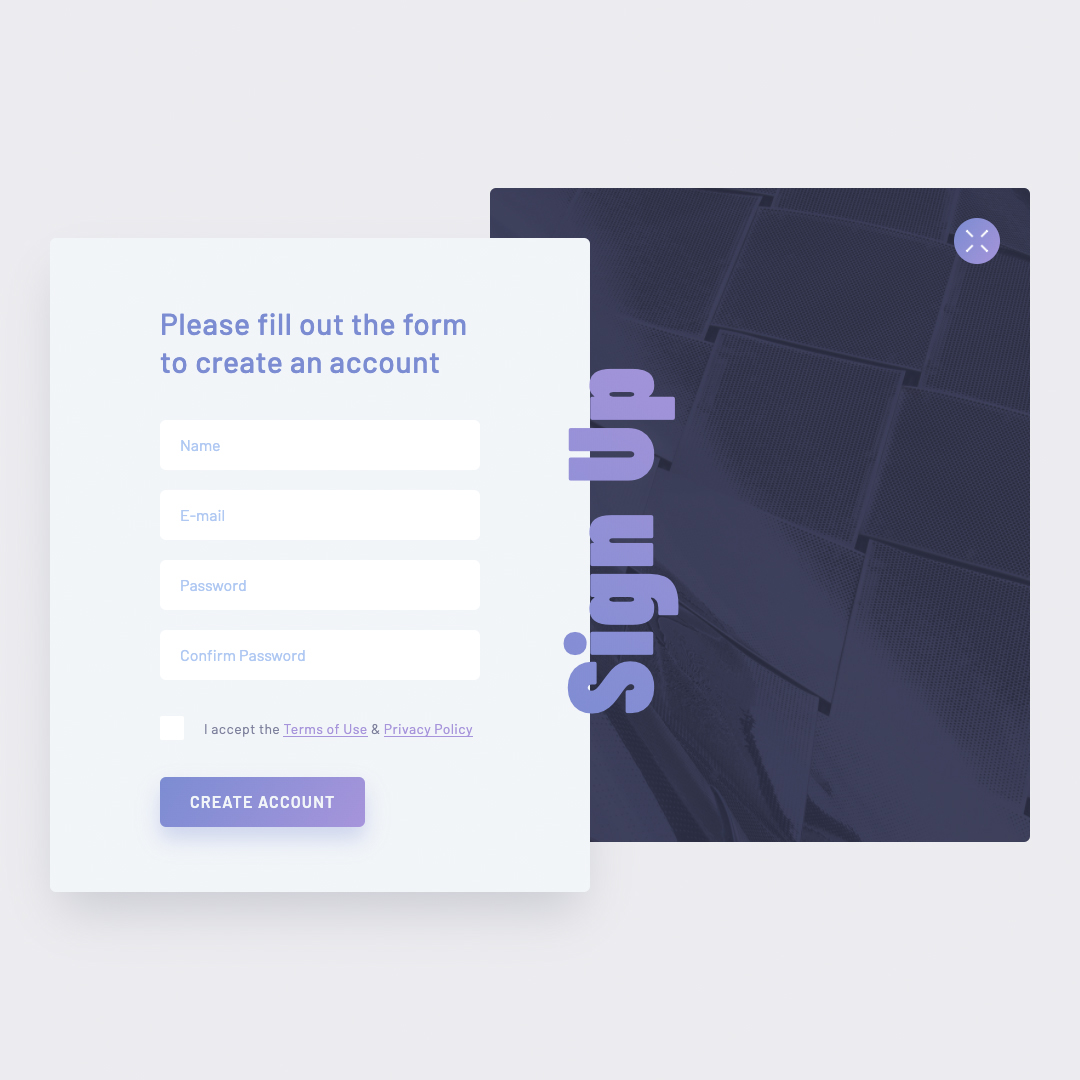 Please fill out the form
to create an account
Name
E-mail
Password
Confirm Password
I accept the Terms of Use & Privacy Policy
CREATE ACCOUNT
Sign Up